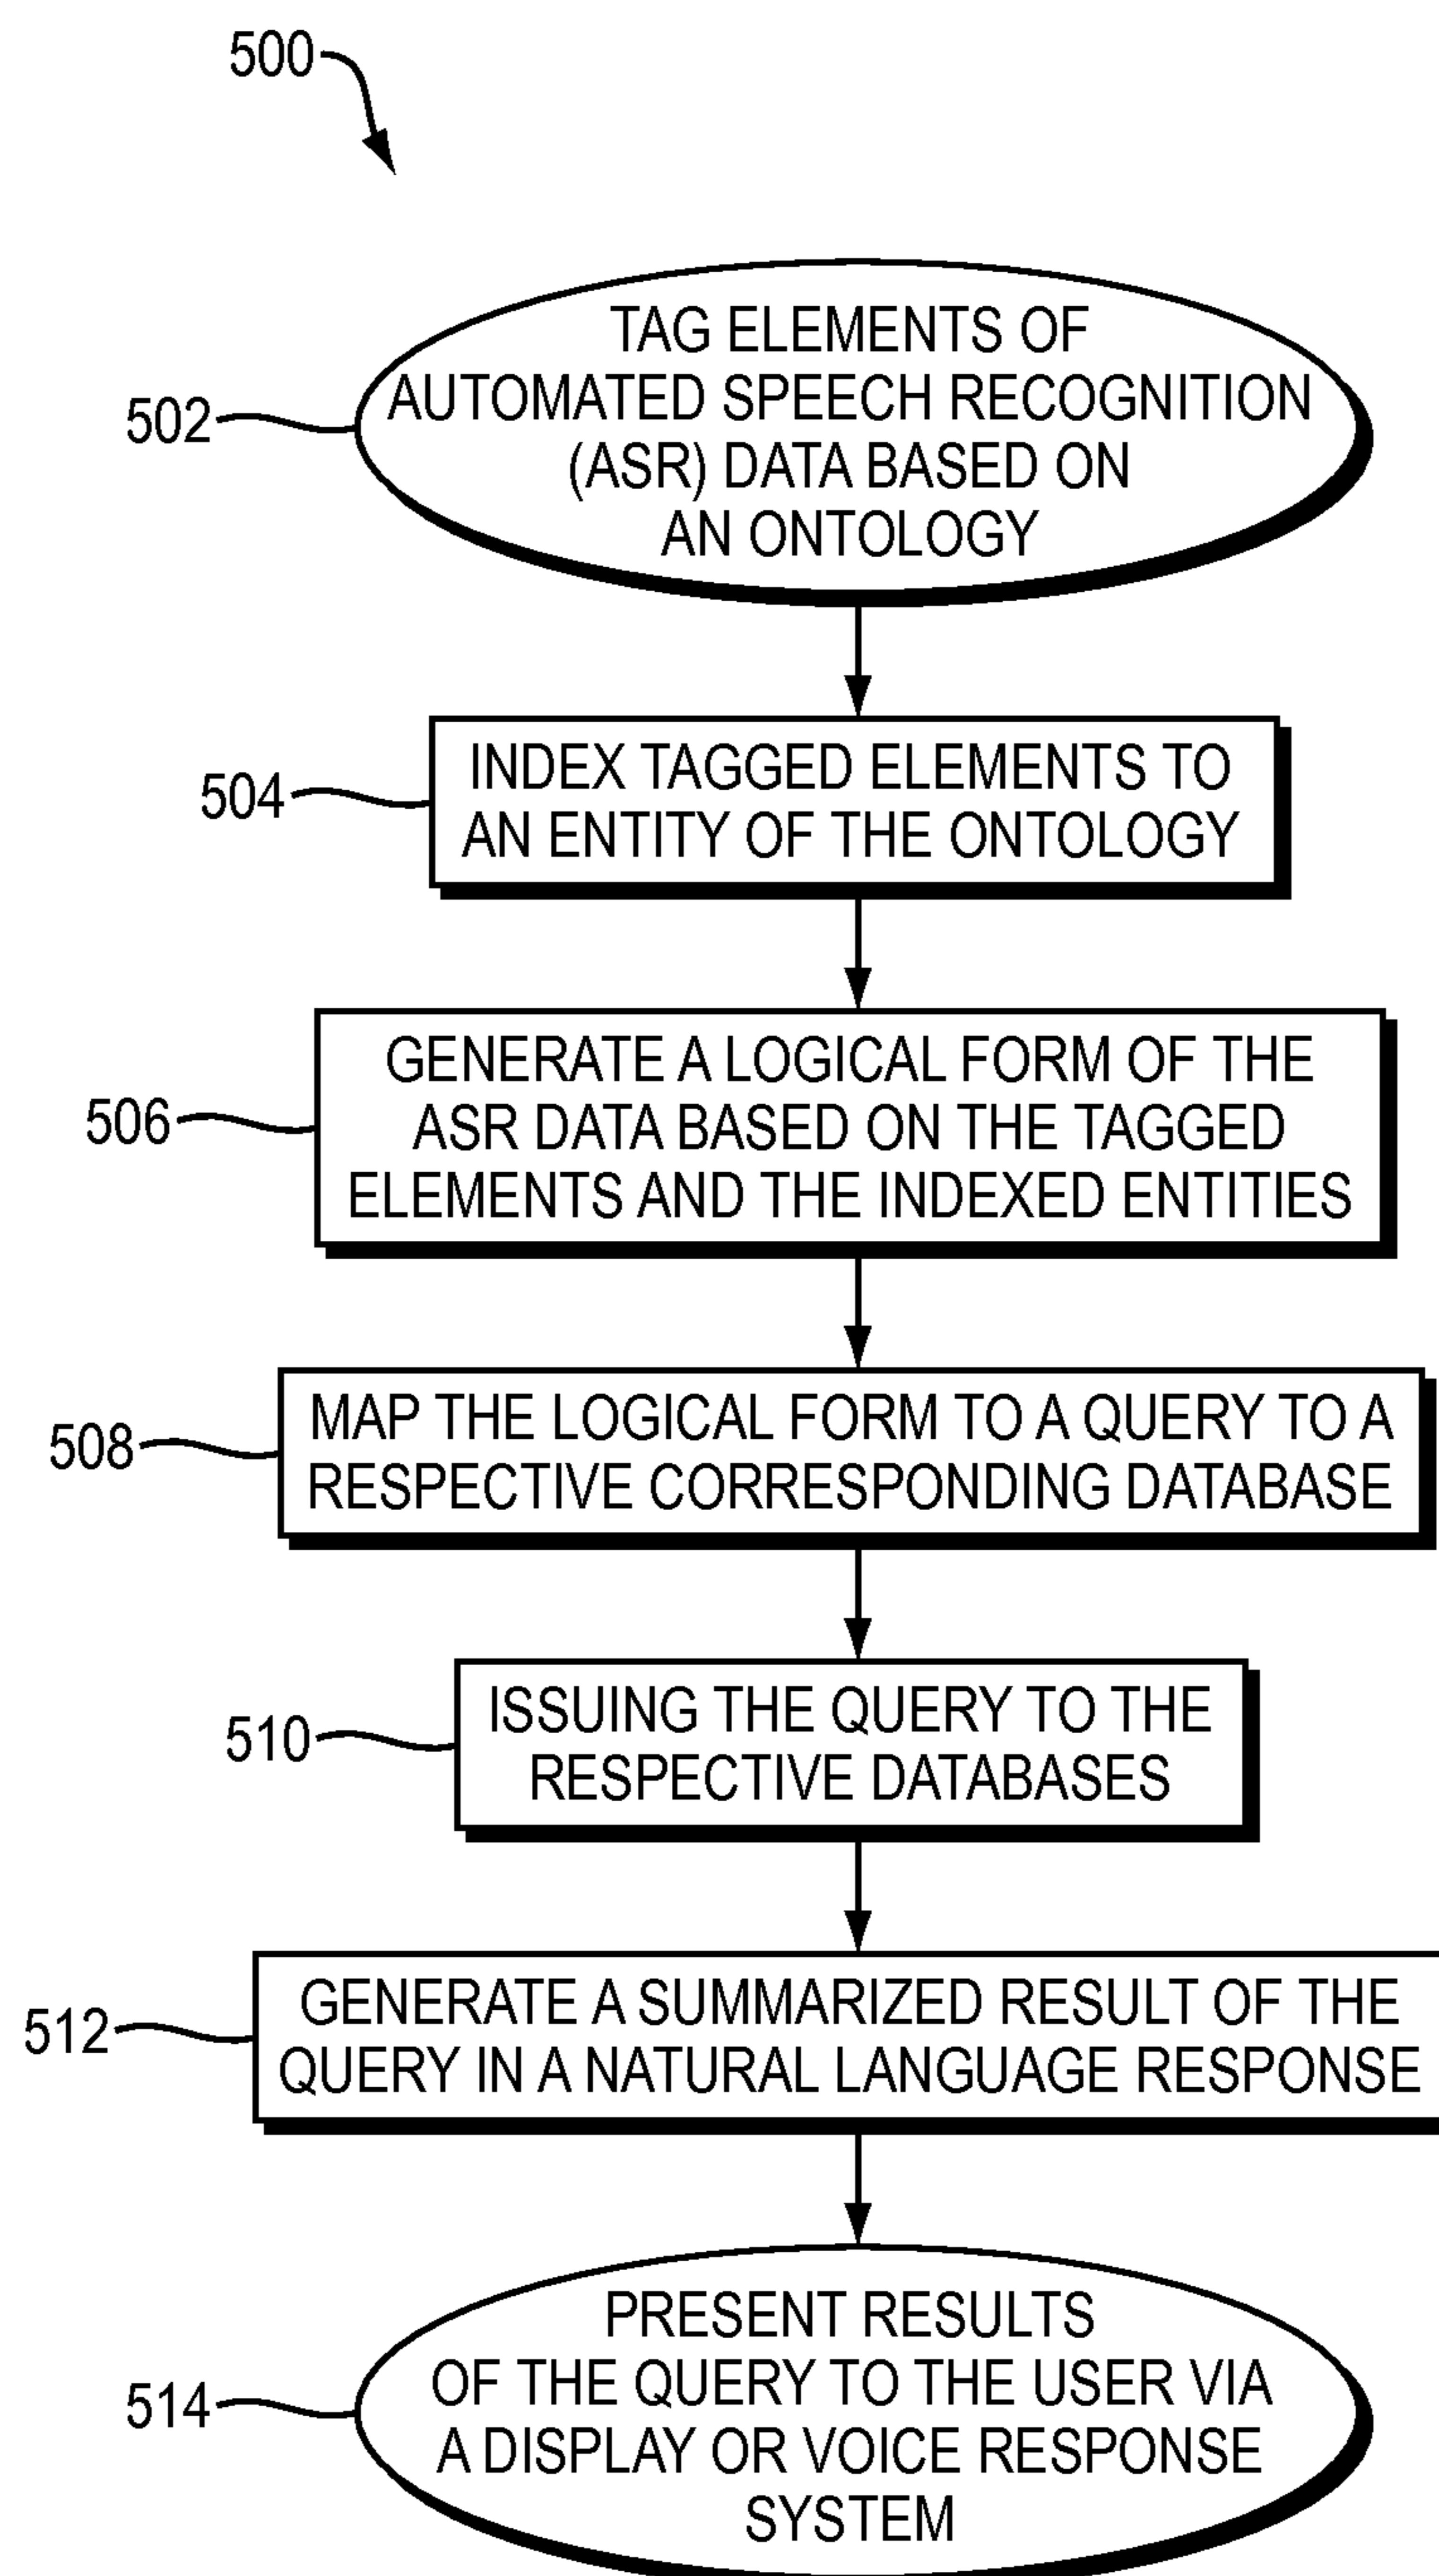 500
502
TAG ELEMENTS OF
AUTOMATED SPEECH RECOGNITION
(ASR) DATA BASED ON
AN ONTOLOGY
504
INDEX TAGGED ELEMENTS TO
AN ENTITY OF THE ONTOLOGY
506
GENERATE A LOGICAL FORM OF THE
ASR DATA BASED ON THE TAGGED
ELEMENTS AND THE INDEXED ENTITIES
508
MAP THE LOGICAL FORM TO A QUERY TO A
RESPECTIVE CORRESPONDING DATABASE
510
ISSUING THE QUERY TO THE
RESPECTIVE DATABASES
512
GENERATE A SUMMARIZED RESULT OF THE
QUERY IN A NATURAL LANGUAGE RESPONSE
514
PRESENT RESULTS
OF THE QUERY TO THE USER VIA
A DISPLAY OR VOICE RESPONSE
SYSTEM